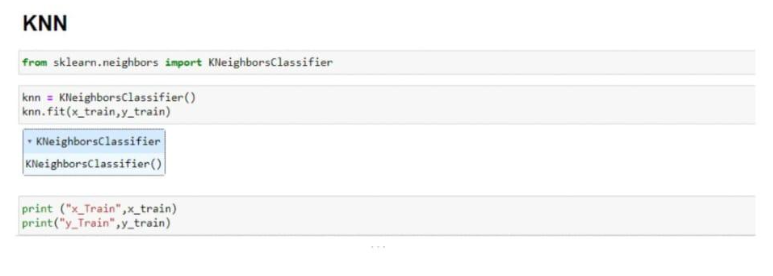 KNN
from sklearn.neighbors import KNeighborsClassifier
knn = KNeighborsClassifier()
knn.fit(x_train,y_train)
▾ KNeighborsClassifier
KNeighborsClassifier()
print ("x_Train",x_train)
print("y_Train",y_train)
...